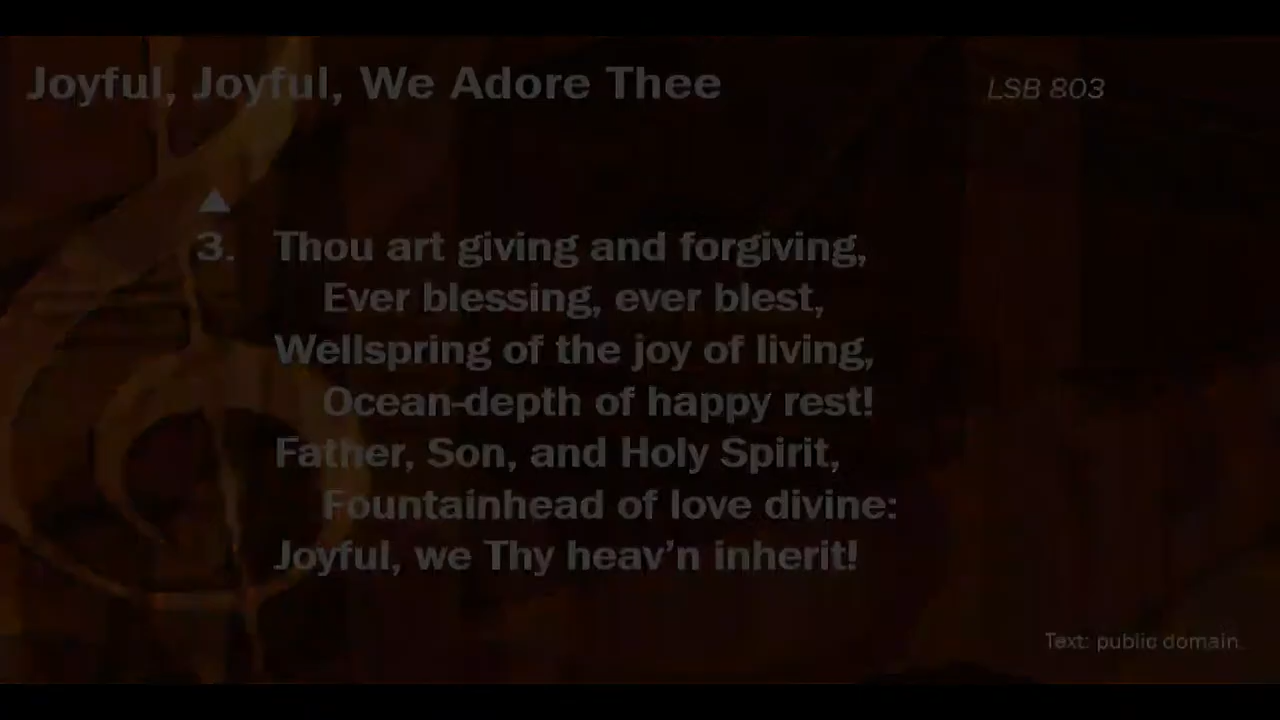 Joyful, Joyful, We Adore Thee
LSB 803
3. Thou art giving and forgiving,
Ever blessing, ever blest,
Wellspring of the joy of living,
Ocean-depth of happy rest!
Father, Son, and Holy Spirit,
Fountainhead of love divine:
Joyful, we Thy heav’n inherit!
Text: public domain.